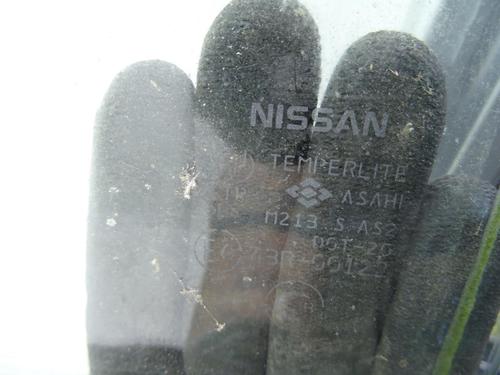 NISSAN
TEMPERLITE
ASAHI
M213 S AS2
DOT-20